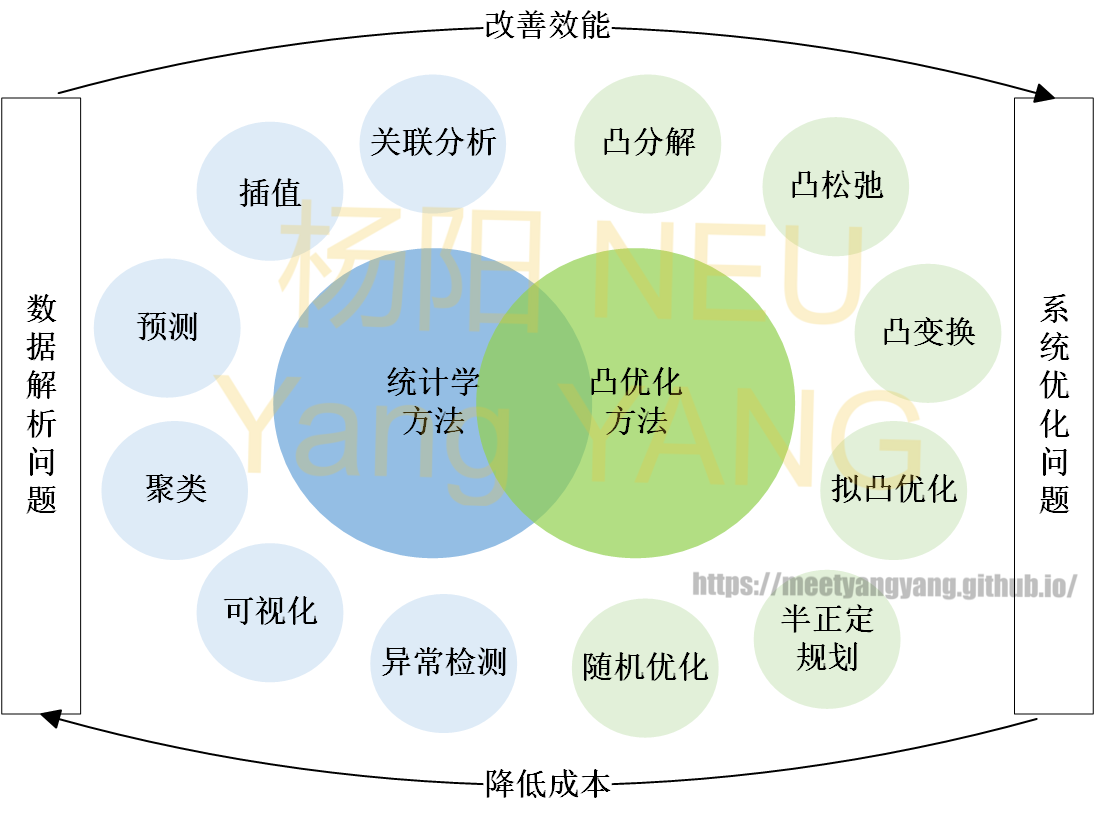 改善效能
关联分析
凸分解
插值
凸松弛
预测
凸变换
数据解析问题
系统优化问题
统计学
方法
凸优化
方法
聚类
拟凸优化
可视化
半正定
规划
异常检测
随机优化
降低成本
杨阳 NEU
Yang YANG
https://meetyangyang.github.io/